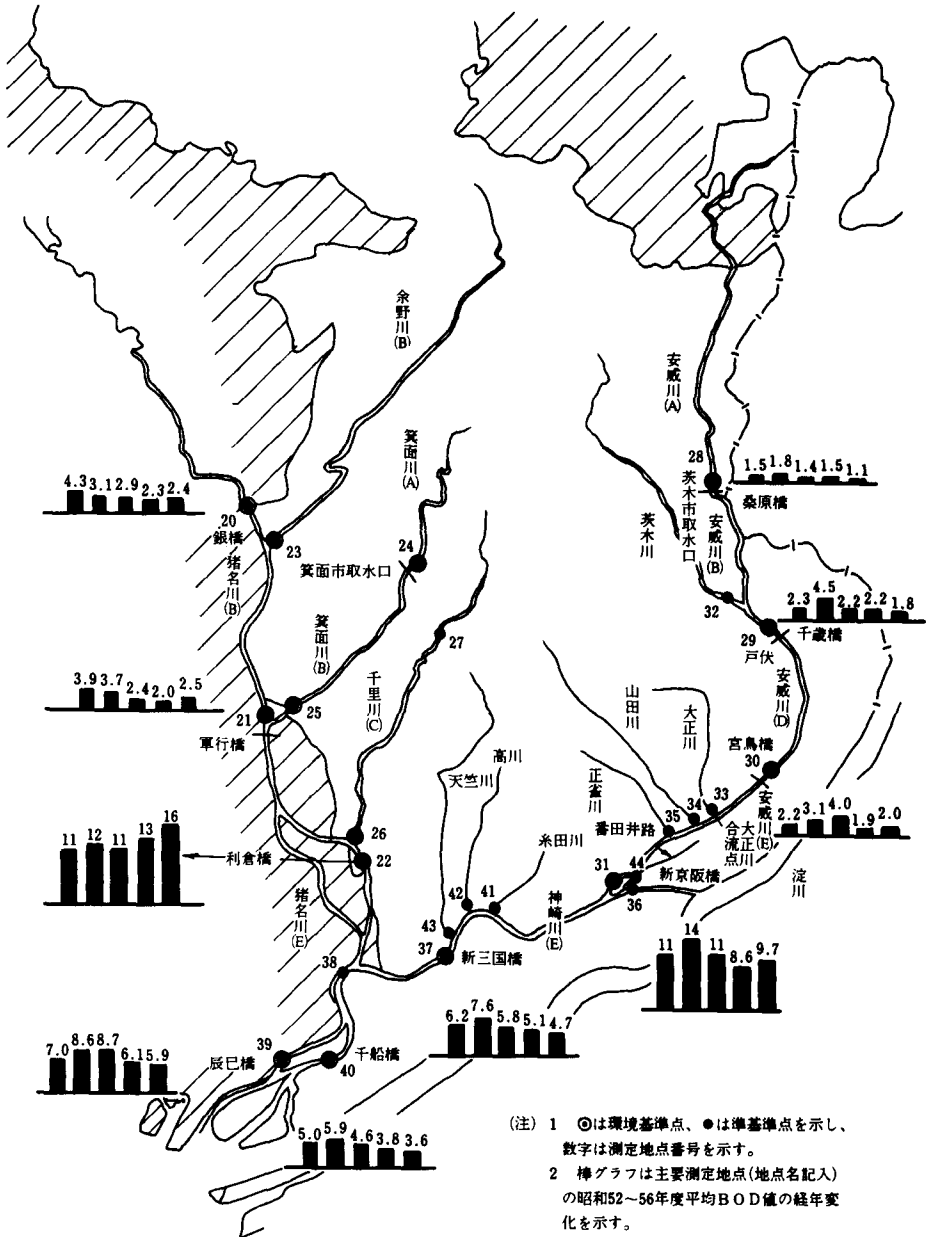 余野川(B)
安威川(A)
箕面川(A)
28
1.5 1.8 1.4 1.5 1.1
桑原橋
茨木市取水口
安威川(B)
茨木川
4.3 3.1 2.9 2.3 2.4
20
銀橋
23
猪名川(B)
24
箕面市取水口
32
2.3 4.5 2.2 2.2 1.8
29
千歳橋
戸伏
箕面川(B)
27
千里川(C)
安威川(D)
3.9 3.7 2.4 2.0 2.5
21
25
軍行橋
山田川
大正川
宮鳥橋
30
高川
天竺川
正雀川
安威川(E)
2.2 3.1 4.0 1.9 2.0
33
34
35
番田井路
大正川合流点
糸田川
11 12 11 13 16
利倉橋
26
22
31
44
新京阪橋
36
淀川
猪名川(E)
42
41
43
神崎川(E)
37
新三国橋
38
11 14 11 8.6 9.7
6.2 7.6 5.8 5.1 4.7
7.0 8.6 8.7 6.1 5.9
39
辰巳橋
千船橋
40
5.0 5.9 4.6 3.8 3.6
(注) 1 ◎は環境基準点、●は準基準点を示し、
数字は測定地点番号を示す。
2 棒グラフは主要測定地点(地点名記入)
の昭和52~56年度平均BOD値の経年変
化を示す。